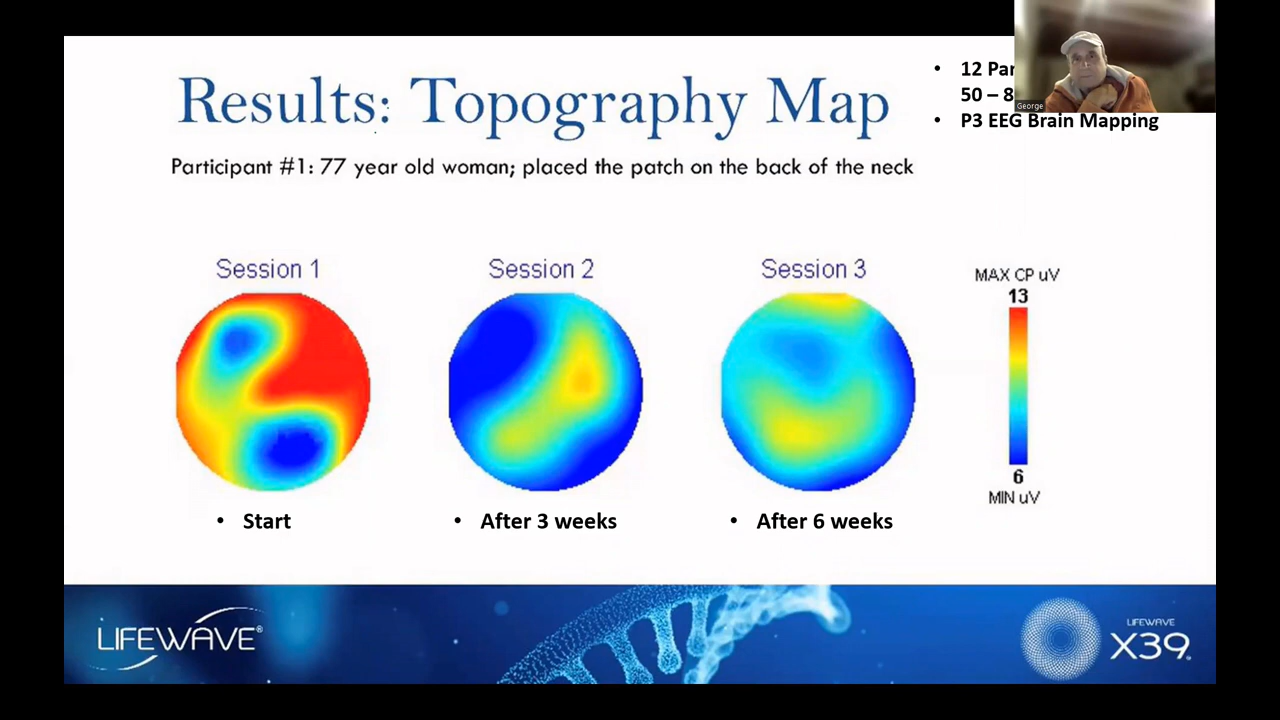 Results: Topography Map
Participant #1: 77 year old woman; placed the patch on the back of the neck
• 12
50 –
• P3 EEG Brain Mapping
George
Session 1
Session 2
Session 3
• Start
• After 3 weeks
• After 6 weeks
MAX CP uV
13
6
MIN uV
LIFEWAVE®
LIFEWAVE
X39